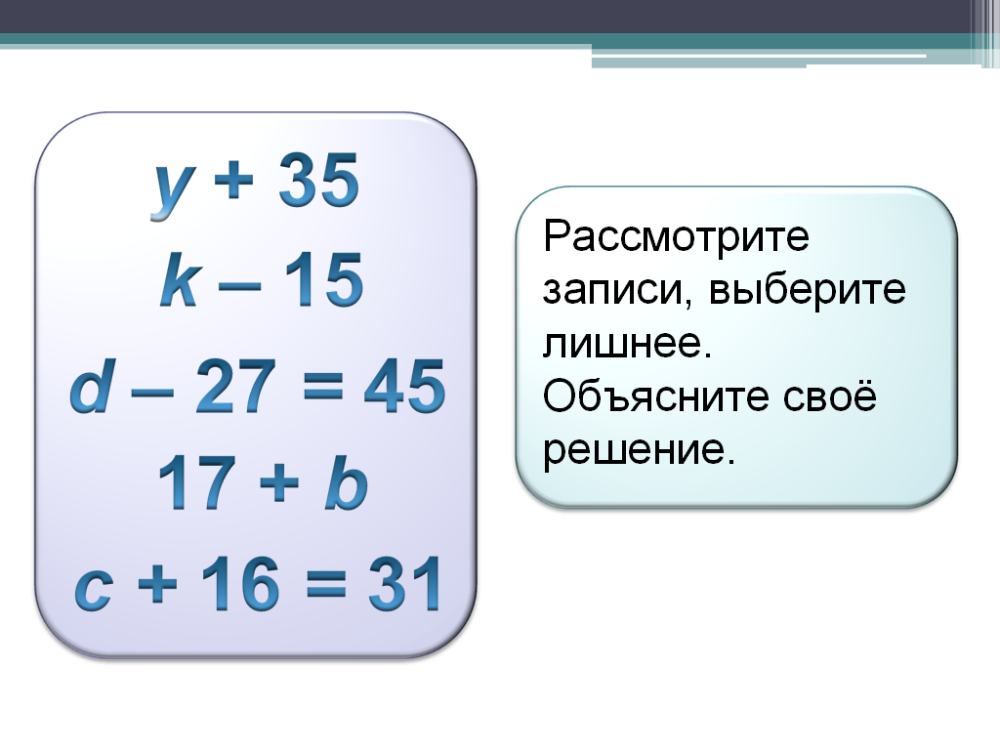 y + 35
k – 15
d – 27 = 45
17 + b
c + 16 = 31
Рассмотрите
записи, выберите
лишнее.
Объясните своё
решение.